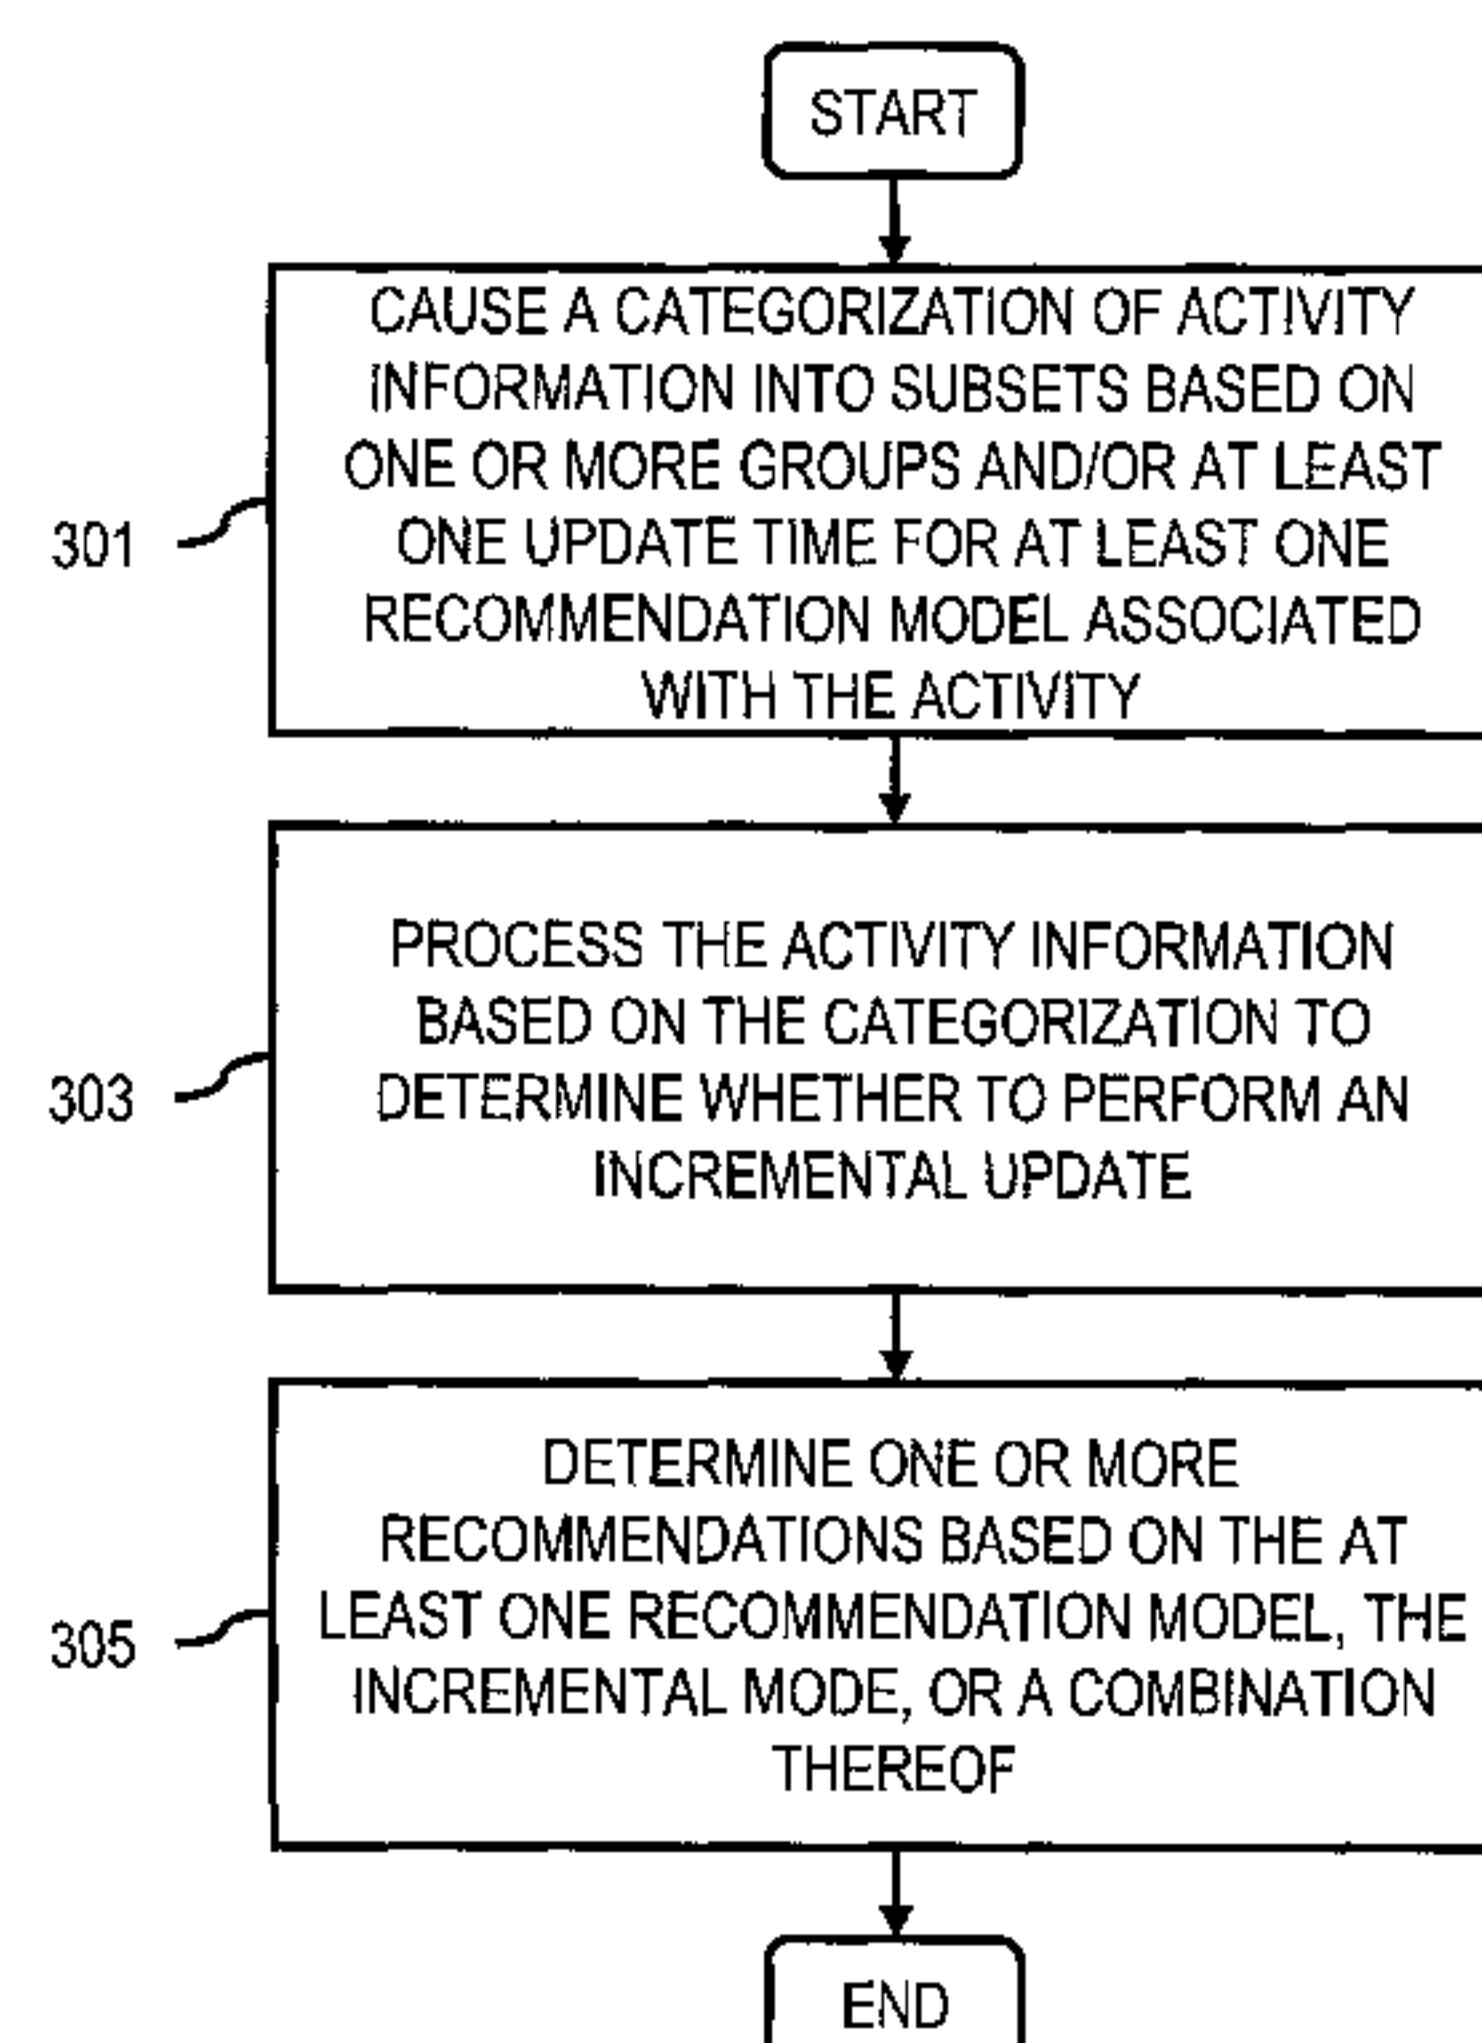 START
CAUSE A CATEGORIZATION OF ACTIVITY
INFORMATION INTO SUBSETS BASED ON
ONE OR MORE GROUPS AND/OR AT LEAST
ONE UPDATE TIME FOR AT LEAST ONE
RECOMMENDATION MODEL ASSOCIATED
WITH THE ACTIVITY
301
PROCESS THE ACTIVITY INFORMATION
BASED ON THE CATEGORIZATION TO
DETERMINE WHETHER TO PERFORM AN
INCREMENTAL UPDATE
303
DETERMINE ONE OR MORE
RECOMMENDATIONS BASED ON THE AT
LEAST ONE RECOMMENDATION MODEL, THE
INCREMENTAL MODE, OR A COMBINATION
THEREOF
305
END